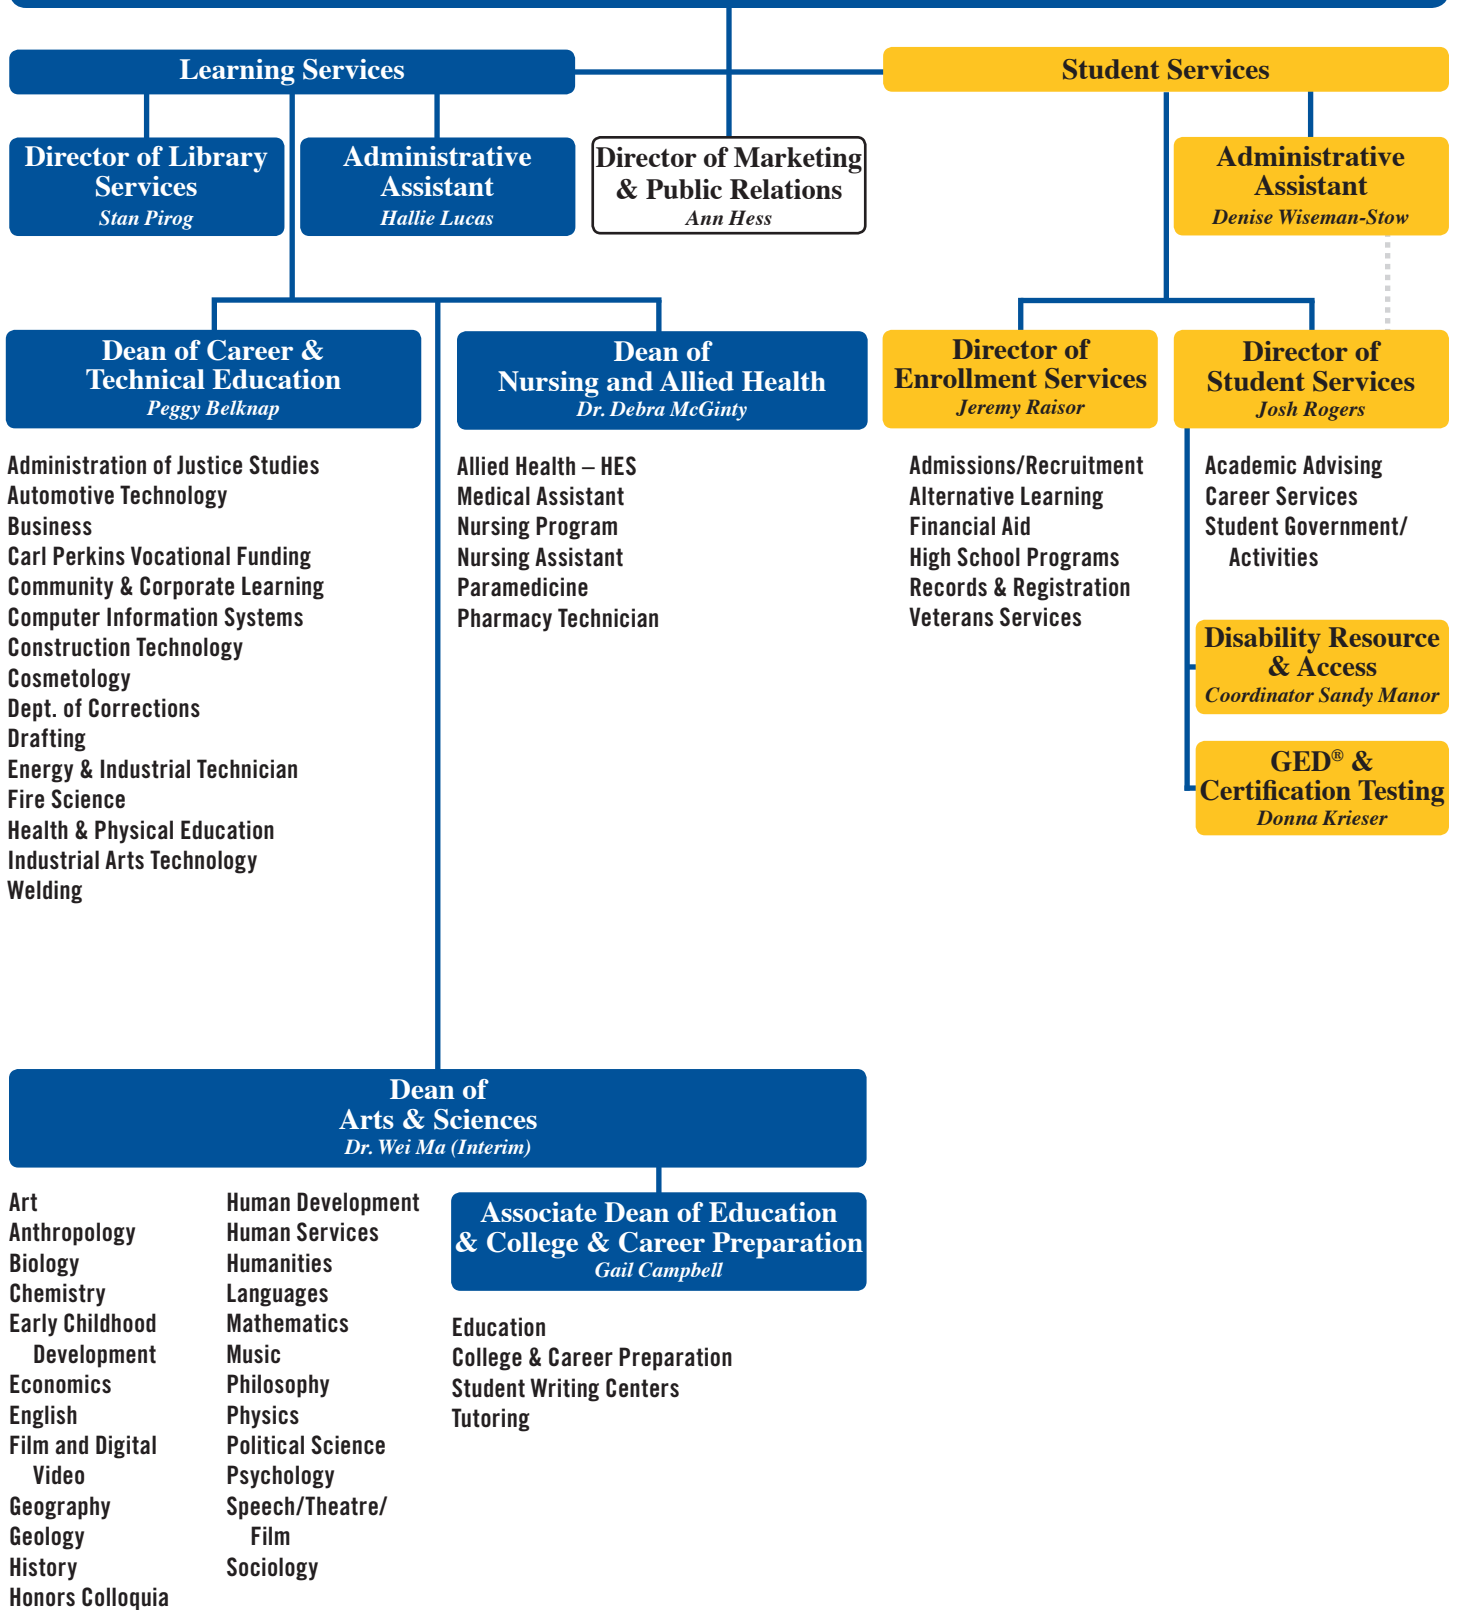 Learning Services
Student Services
Director of Library
Services
Stan Pirog
Administrative
Assistant
Hallie Lucas
Director of Marketing
& Public Relations
Ann Hess
Administrative
Assistant
Denise Wiseman-Stow
Dean of Career &
Technical Education
Peggy Belknap
Dean of
Nursing and Allied Health
Dr. Debra McGinty
Director of
Enrollment Services
Jeremy Raisor
Director of
Student Services
Josh Rogers
Administration of Justice Studies
Automotive Technology
Business
Carl Perkins Vocational Funding
Community & Corporate Learning
Computer Information Systems
Construction Technology
Cosmetology
Dept. of Corrections
Drafting
Energy & Industrial Technician
Fire Science
Health & Physical Education
Industrial Arts Technology
Welding
Allied Health – HES
Medical Assistant
Nursing Program
Nursing Assistant
Paramedicine
Pharmacy Technician
Admissions/Recruitment
Alternative Learning
Financial Aid
High School Programs
Records & Registration
Veterans Services
Academic Advising
Career Services
Student Government/
Activities
Disability Resource
& Access
Coordinator Sandy Manor
GED® &
Certification Testing
Donna Krieser
Dean of
Arts & Sciences
Dr. Wei Ma (Interim)
Art
Anthropology
Biology
Chemistry
Early Childhood
Development
Economics
English
Film and Digital
Video
Geography
Geology
History
Honors Colloquia
Human Development
Human Services
Humanities
Languages
Mathematics
Music
Philosophy
Physics
Political Science
Psychology
Speech/Theatre/
Film
Sociology
Associate Dean of Education
& College & Career Preparation
Gail Campbell
Education
College & Career Preparation
Student Writing Centers
Tutoring